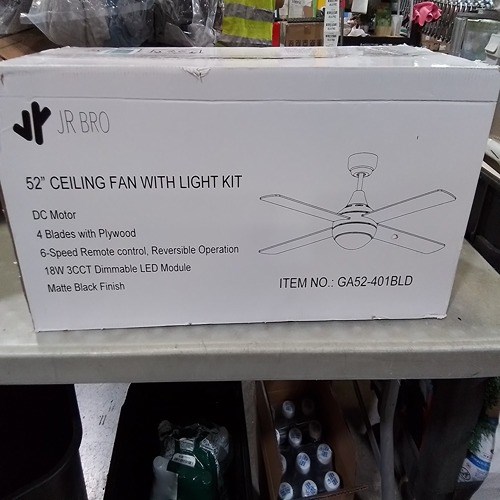 JR BRO
52" CEILING FAN WITH LIGHT KIT
DC Motor
4 Blades with Plywood
6-Speed Remote control, Reversible Operation
18W 3CCT Dimmable LED Module
Matte Black Finish
ITEM NO.: GA52-401BLD